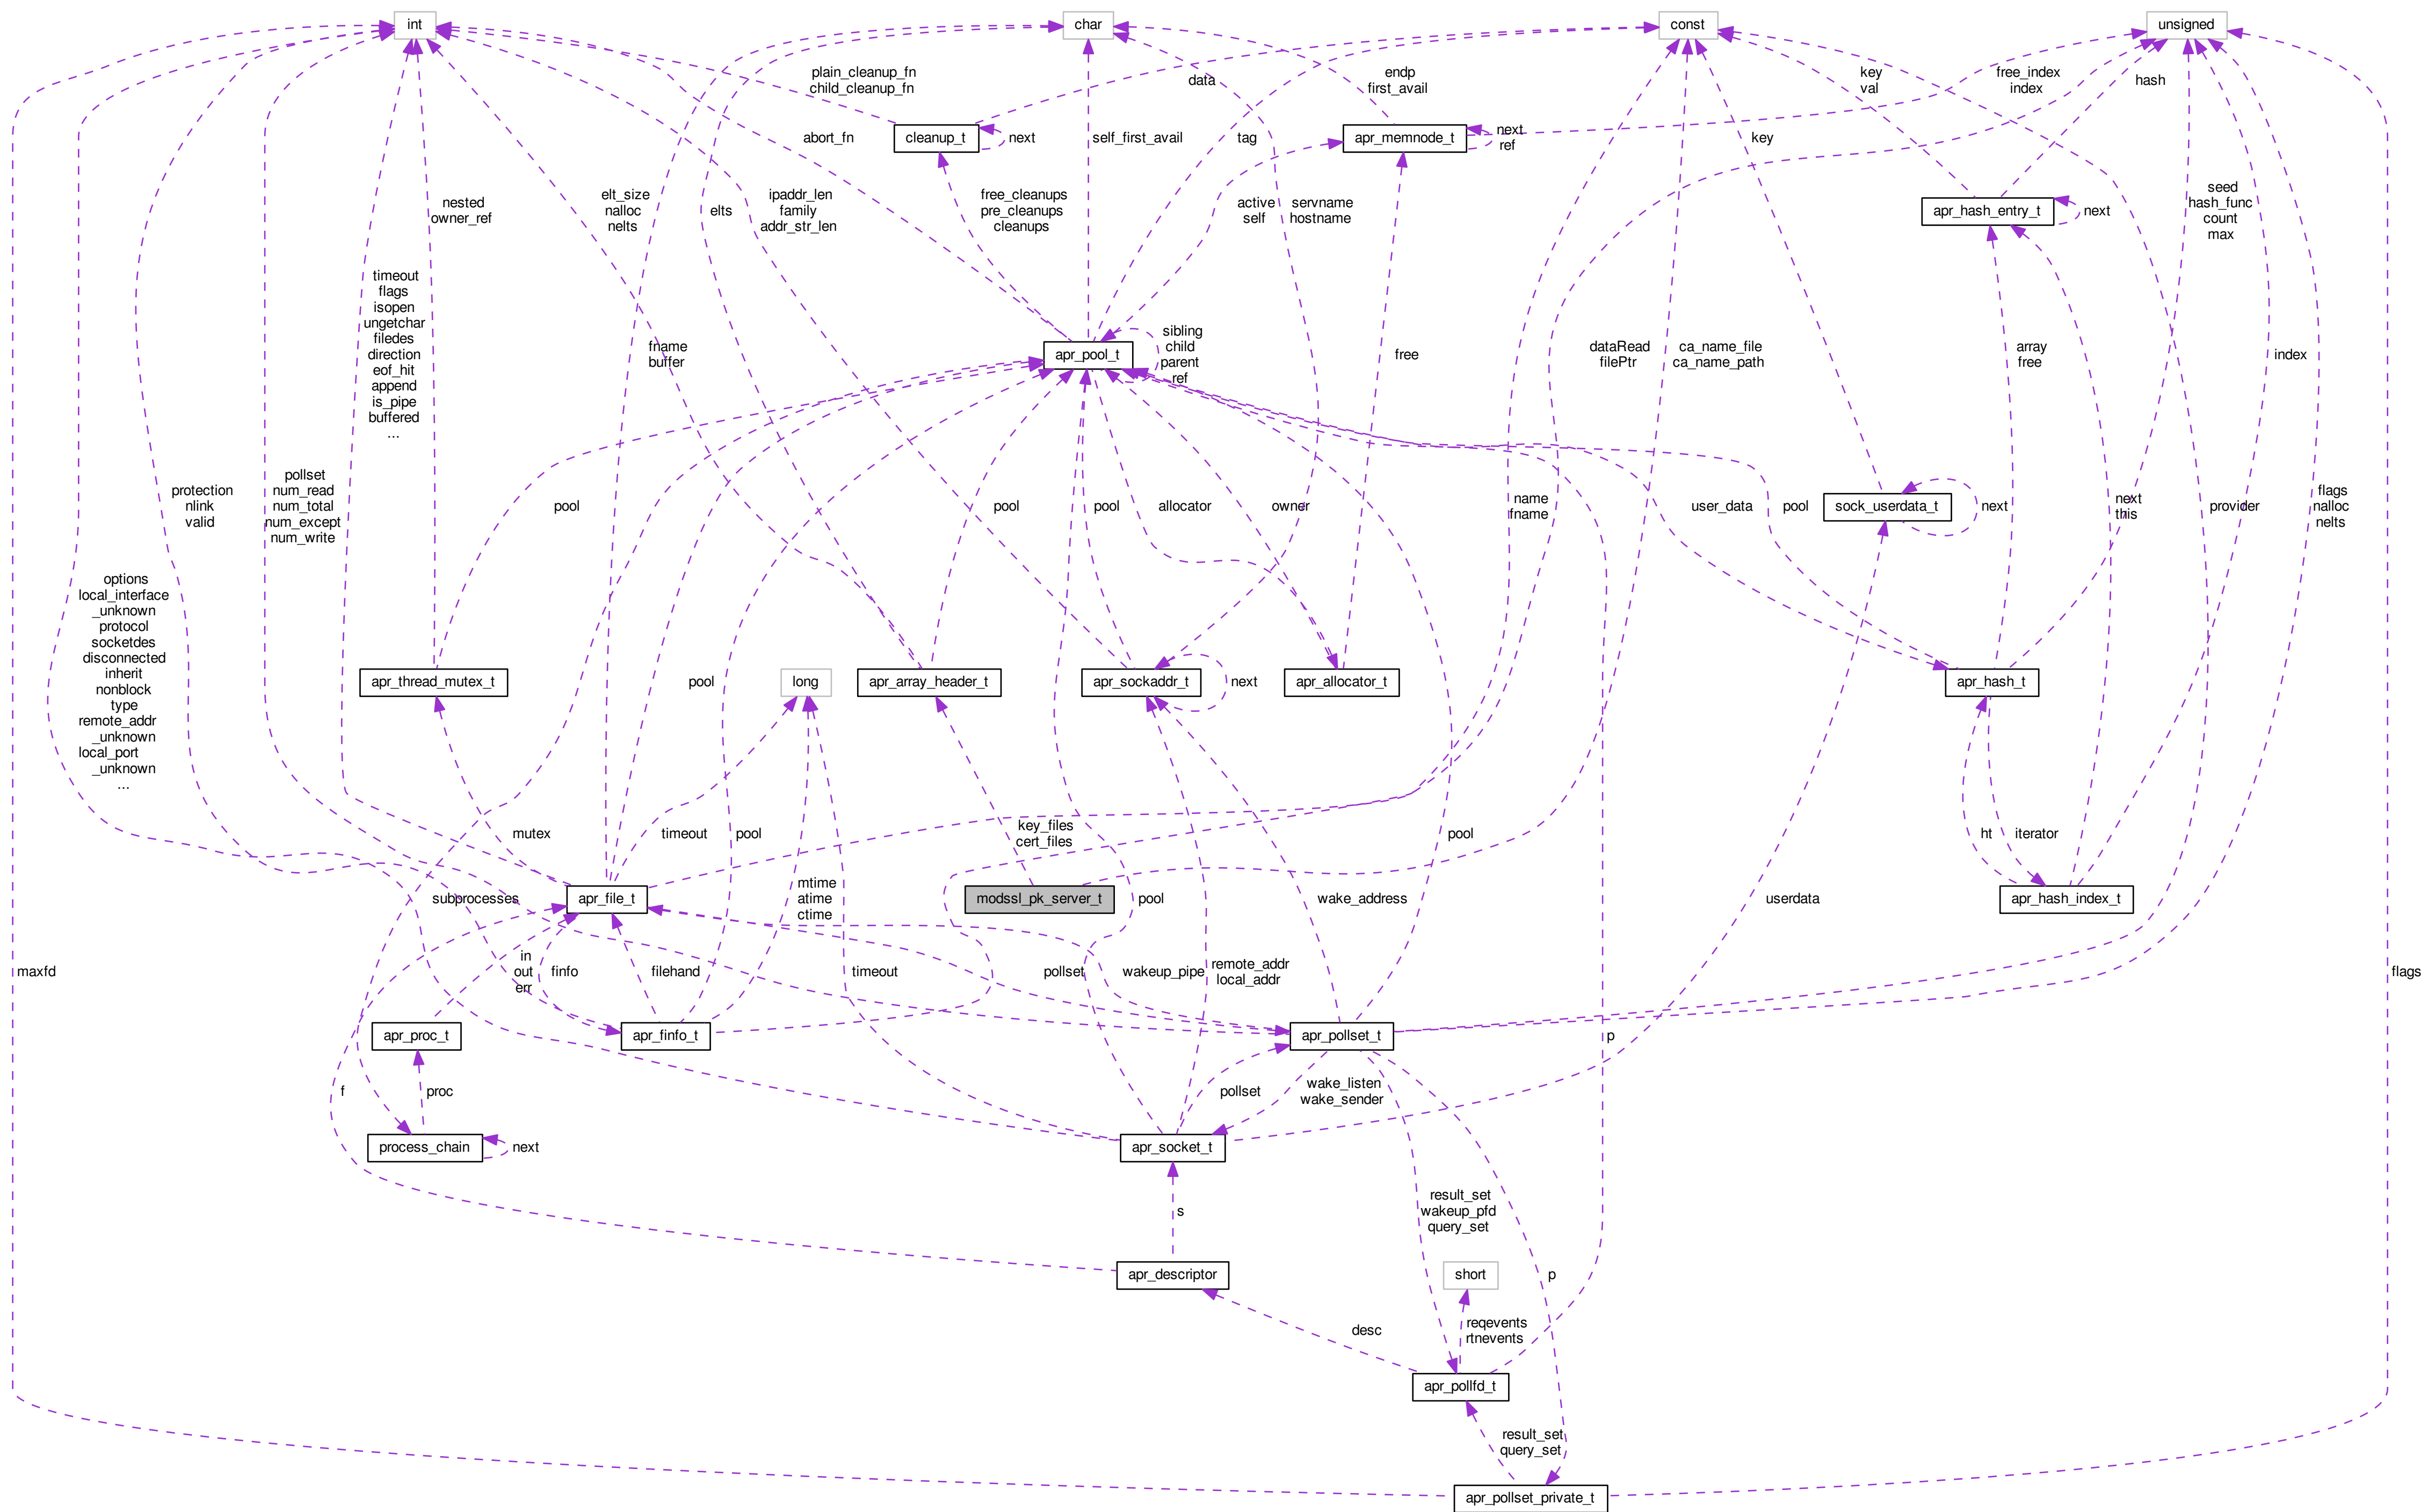 int
char
const
unsigned
plain_cleanup_fn
child_cleanup_fn
data
endp
first_avail
key
val
free_index
index
hash
cleanup_t
next
abort_fn
self_first_avail
tag
apr_memnode_t
next
ref
key
nested
owner_ref
elt_size
nalloc
nelts
elts
ipaddr_len
family
addr_str_len
free_cleanups
pre_cleanups
cleanups
active
self
servname
hostname
apr_hash_entry_t
next
seed
hash_func
count
max
timeout
flags
isopen
ungetchar
filedes
direction
eof_hit
append
is_pipe
buffered
...
fname
buffer
apr_pool_t
sibling
child
parent
ref
free
dataRead
filePtr
ca_name_file
ca_name_path
array
free
index
protection
nlink
valid
pollset
num_read
num_total
num_except
num_write
pool
pool
pool
allocator
owner
name
fname
user_data
pool
sock_userdata_t
next
next
this
provider
flags
nalloc
nelts
options
local_interface
_unknown
protocol
socketdes
disconnected
inherit
nonblock
type
remote_addr
_unknown
local_port
_unknown
...
apr_thread_mutex_t
pool
long
apr_array_header_t
apr_sockaddr_t
next
apr_allocator_t
apr_hash_t
mutex
timeout
pool
key_files
cert_files
pool
ht
iterator
subprocesses
apr_file_t
mtime
atime
ctime
modssl_pk_server_t
pool
wake_address
userdata
apr_hash_index_t
maxfd
in
out
err
finfo
filehand
timeout
pollset
wakeup_pipe
remote_addr
local_addr
flags
apr_proc_t
apr_finfo_t
apr_pollset_t
p
f
proc
pollset
wake_listen
wake_sender
process_chain
next
apr_socket_t
s
result_set
wakeup_pfd
query_set
apr_descriptor
short
p
desc
reqevents
rtnevents
apr_pollfd_t
result_set
query_set
apr_pollset_private_t